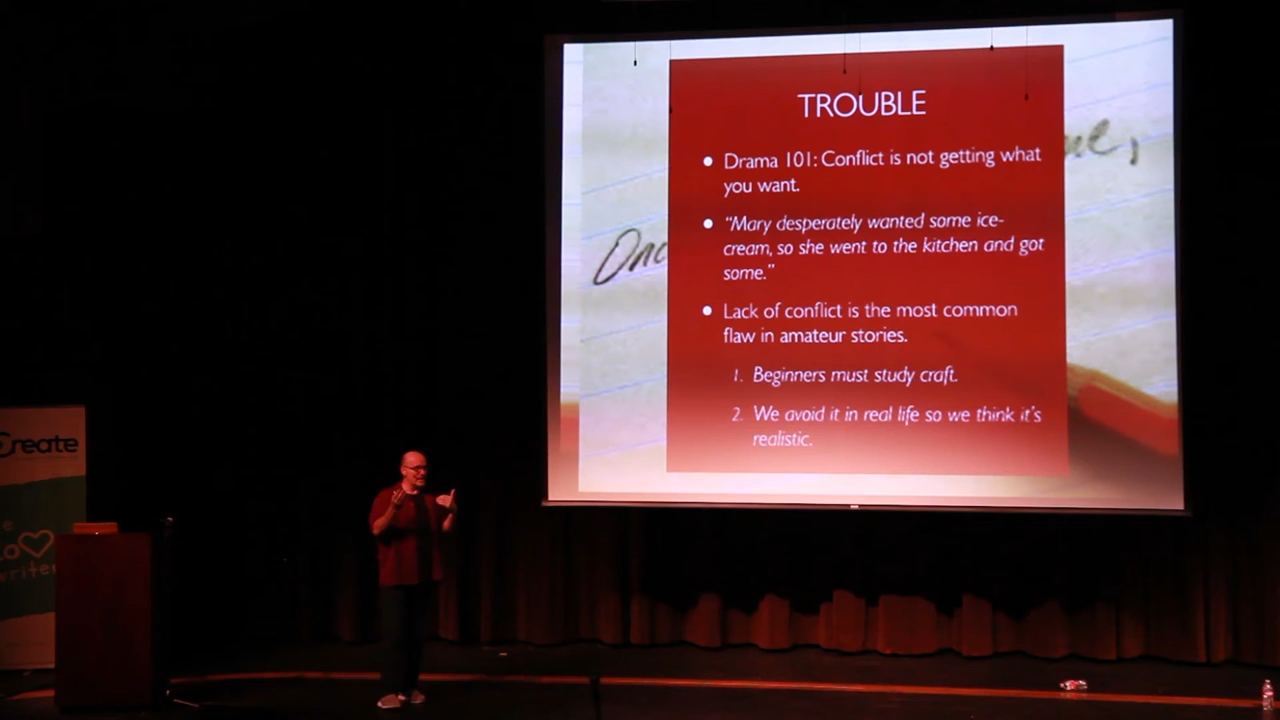 TROUBLE
• Drama 101: Conflict is not getting what
you want.
• "Mary desperately wanted some ice-
cream, so she went to the kitchen and got
some."
• Lack of conflict is the most common
flaw in amateur stories.
1. Beginners must study craft.
2. We avoid it in real life so we think it's
realistic.
Create